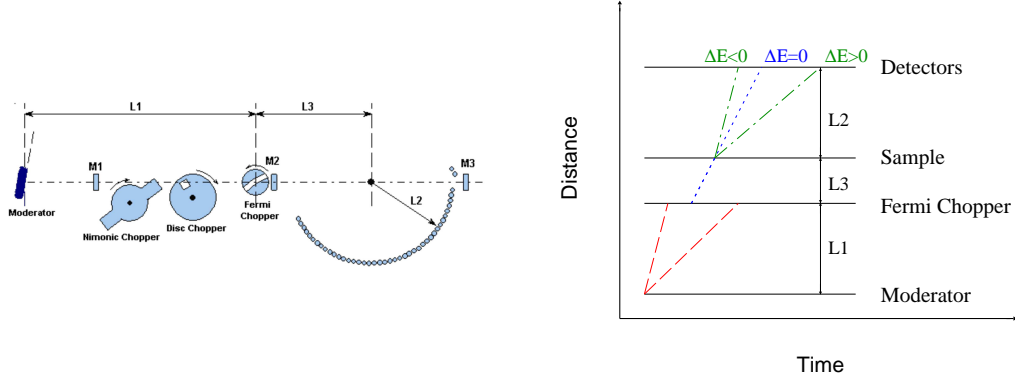 L1
L3
M1
M2
M3
Moderator
Nimonic Chopper
Disc Chopper
Fermi
Chopper
L2
ΔE<0
ΔE=0
ΔE>0
Detectors
L2
Sample
L3
Fermi Chopper
L1
Moderator
Distance
Time